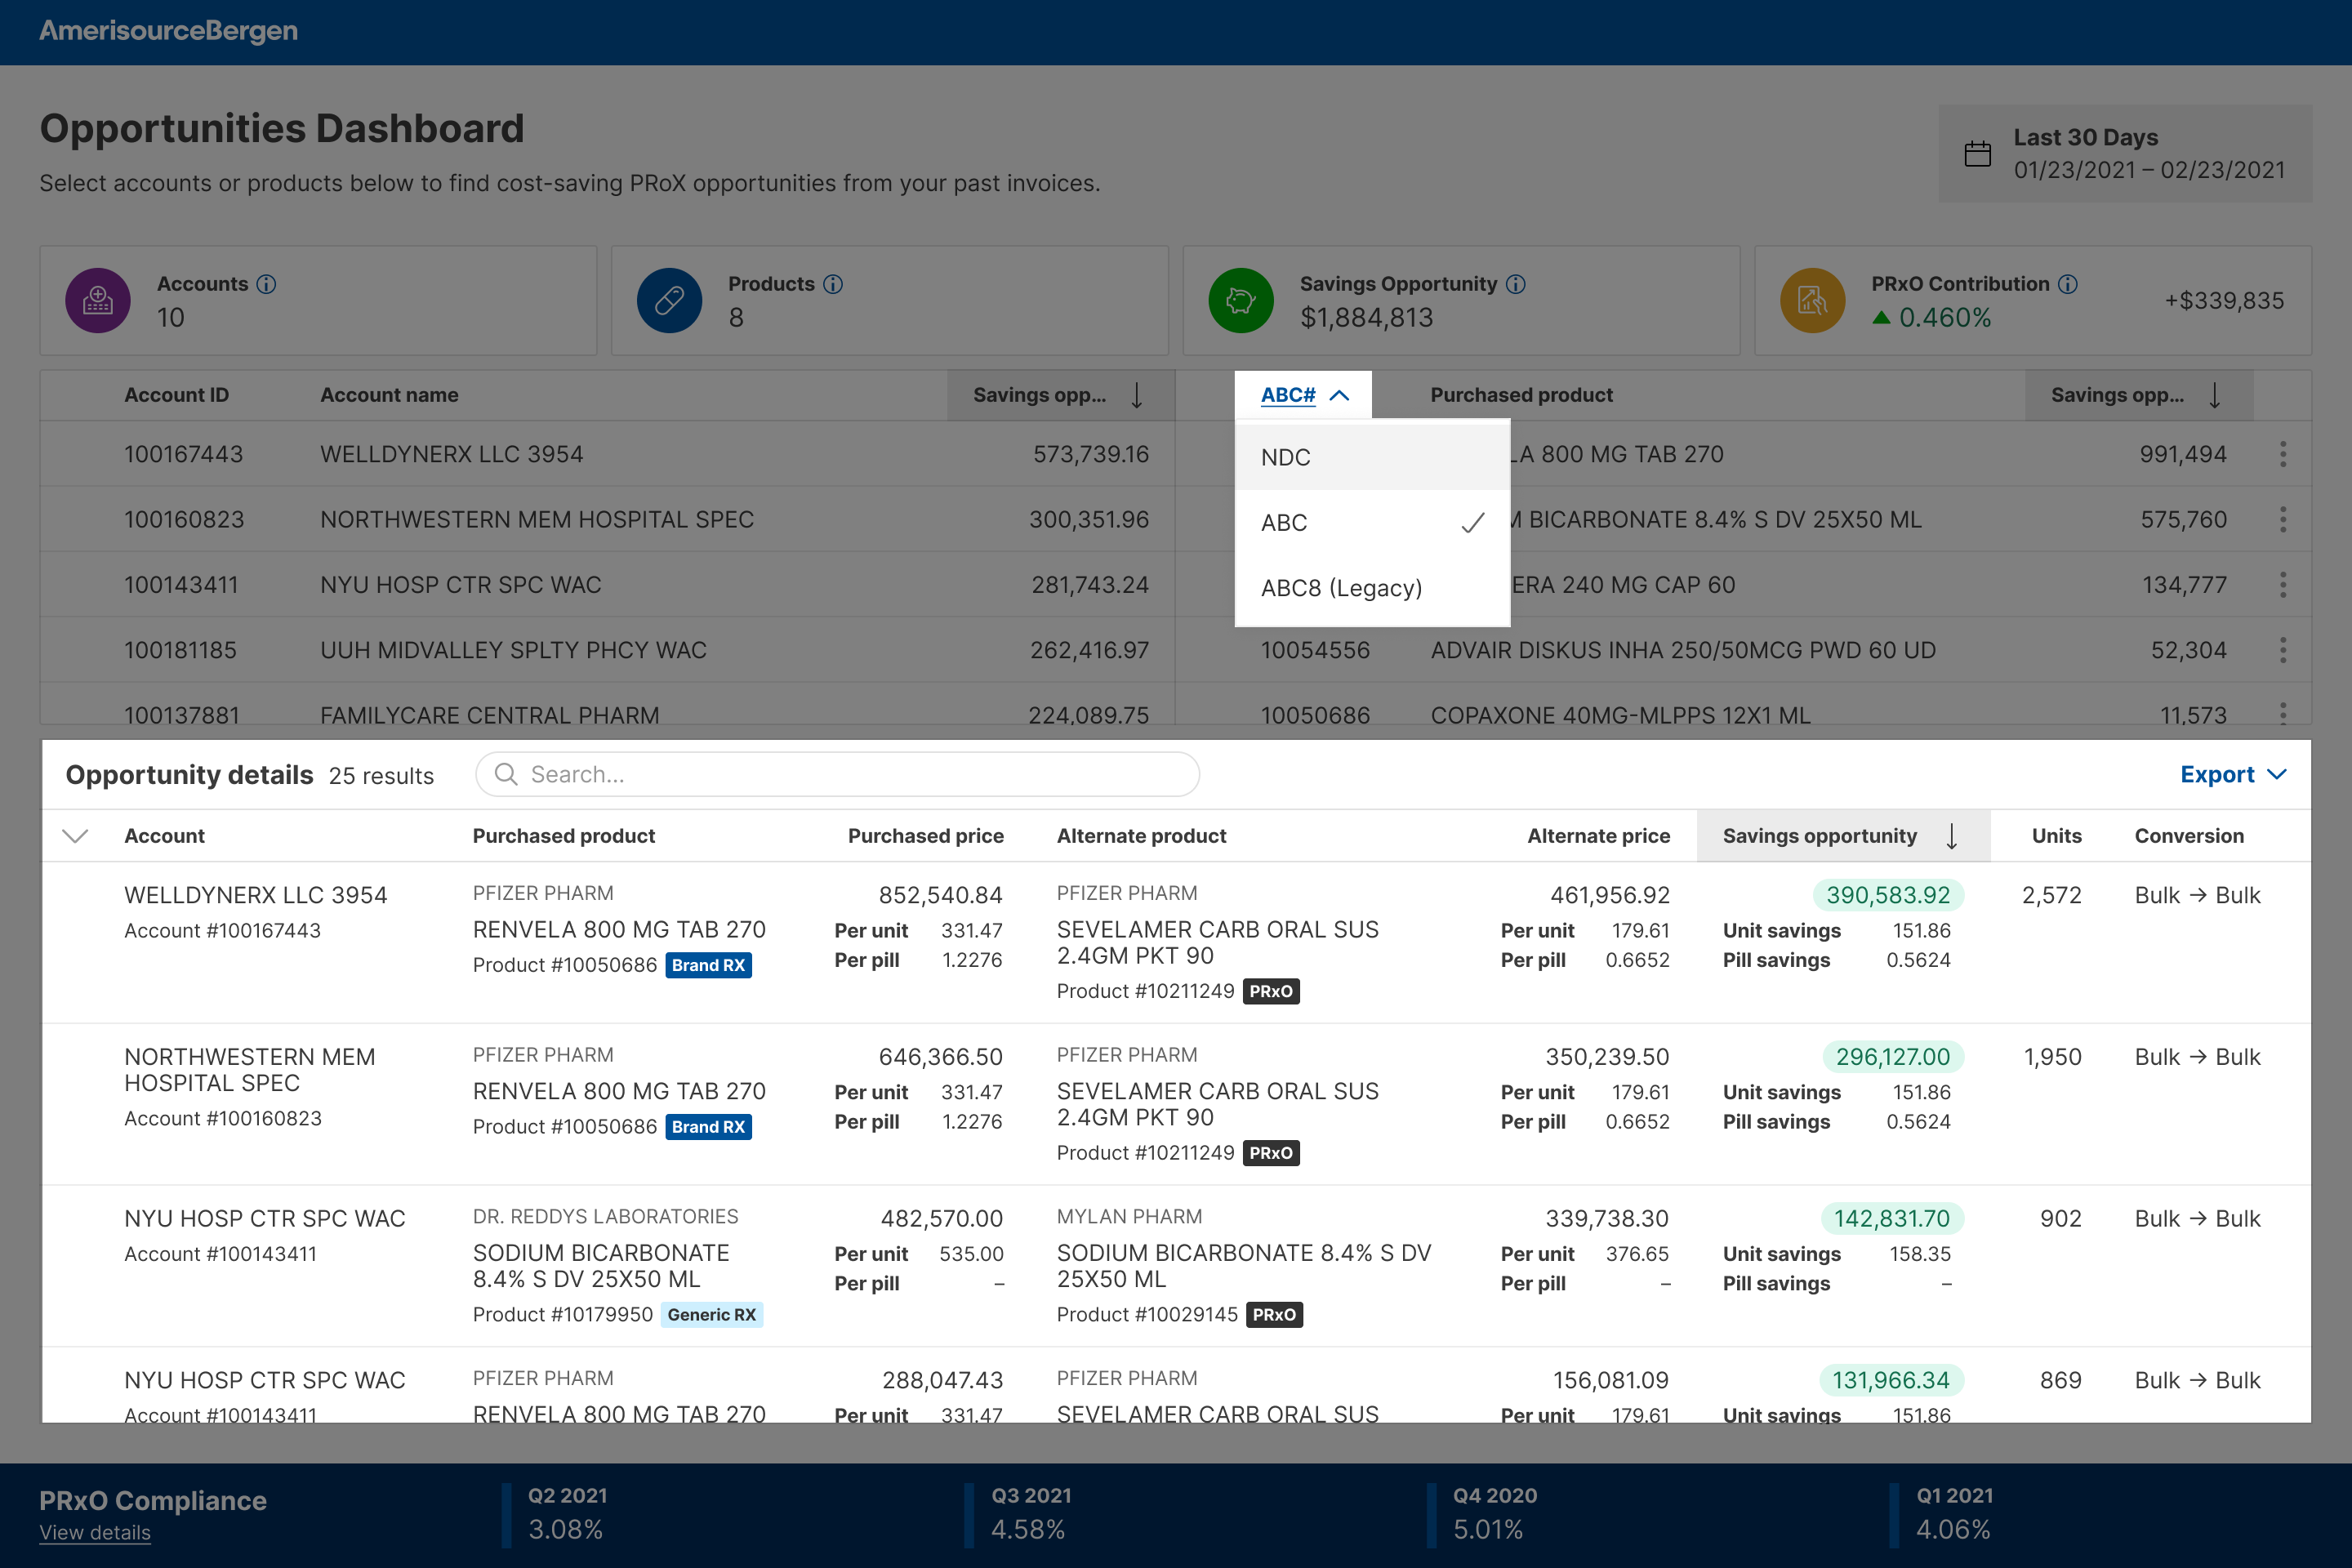 AmerisourceBergen
Opportunities Dashboard
Select accounts or products below to find cost-saving PRoX opportunities from your past invoices.
Last 30 Days
01/23/2021 – 02/23/2021
Accounts
10
Products
8
Savings Opportunity
$1,884,813
PRxO Contribution
0.460%
+$339,835
Account ID Account name Savings opp... ABC# Purchased product Savings opp...
100167443 WELLDYNERX LLC 3954 573,739.16 NDC LA 800 MG TAB 270 991,494
100160823 NORTHWESTERN MEM HOSPITAL SPEC 300,351.96 ABC BICARBONATE 8.4% S DV 25X50 ML 575,760
100143411 NYU HOSP CTR SPC WAC 281,743.24 ABC8 (Legacy) ERA 240 MG CAP 60 134,777
100181185 UUH MIDVALLEY SPLTY PHCY WAC 262,416.97 10054556 ADVAIR DISKUS INHA 250/50MCG PWD 60 UD 52,304
100137881 FAMILYCARE CENTRAL PHARM 224,089.75 10050686 COPAXONE 40MG-MLPPS 12X1 ML 11,573
Opportunity details 25 results Search... Export
Account Purchased product Purchased price Alternate product Alternate price Savings opportunity Units Conversion
WELLDYNERX LLC 3954 PFIZER PHARM 852,540.84 PFIZER PHARM 461,956.92 390,583.92 2,572 Bulk → Bulk
Account #100167443 RENVELA 800 MG TAB 270 Per unit 331.47 SEVELAMER CARB ORAL SUS Per unit 179.61 Unit savings 151.86
Product #10050686 Brand RX Per pill 1.2276 2.4GM PKT 90 Per pill 0.6652 Pill savings 0.5624
Product #10211249 PRxO
NORTHWESTERN MEM PFIZER PHARM 646,366.50 PFIZER PHARM 350,239.50 296,127.00 1,950 Bulk → Bulk
HOSPITAL SPEC RENVELA 800 MG TAB 270 Per unit 331.47 SEVELAMER CARB ORAL SUS Per unit 179.61 Unit savings 151.86
Account #100160823 Product #10050686 Brand RX Per pill 1.2276 2.4GM PKT 90 Per pill 0.6652 Pill savings 0.5624
Product #10211249 PRxO
NYU HOSP CTR SPC WAC DR. REDDYS LABORATORIES 482,570.00 MYLAN PHARM 339,738.30 142,831.70 902 Bulk → Bulk
Account #100143411 SODIUM BICARBONATE Per unit 535.00 SODIUM BICARBONATE 8.4% S DV Per unit 376.65 Unit savings 158.35
8.4% S DV 25X50 ML Per pill – 25X50 ML Per pill – Pill savings –
Product #10179950 Generic RX Product #10029145 PRxO
NYU HOSP CTR SPC WAC PFIZER PHARM 288,047.43 PFIZER PHARM 156,081.09 131,966.34 869 Bulk → Bulk
Account #100143411 RENVELA 800 MG TAB 270 Per unit 331.47 SEVELAMER CARB ORAL SUS Per unit 179.61 Unit savings 151.86
PRxO Compliance
View details
Q2 2021
3.08%
Q3 2021
4.58%
Q4 2020
5.01%
Q1 2021
4.06%